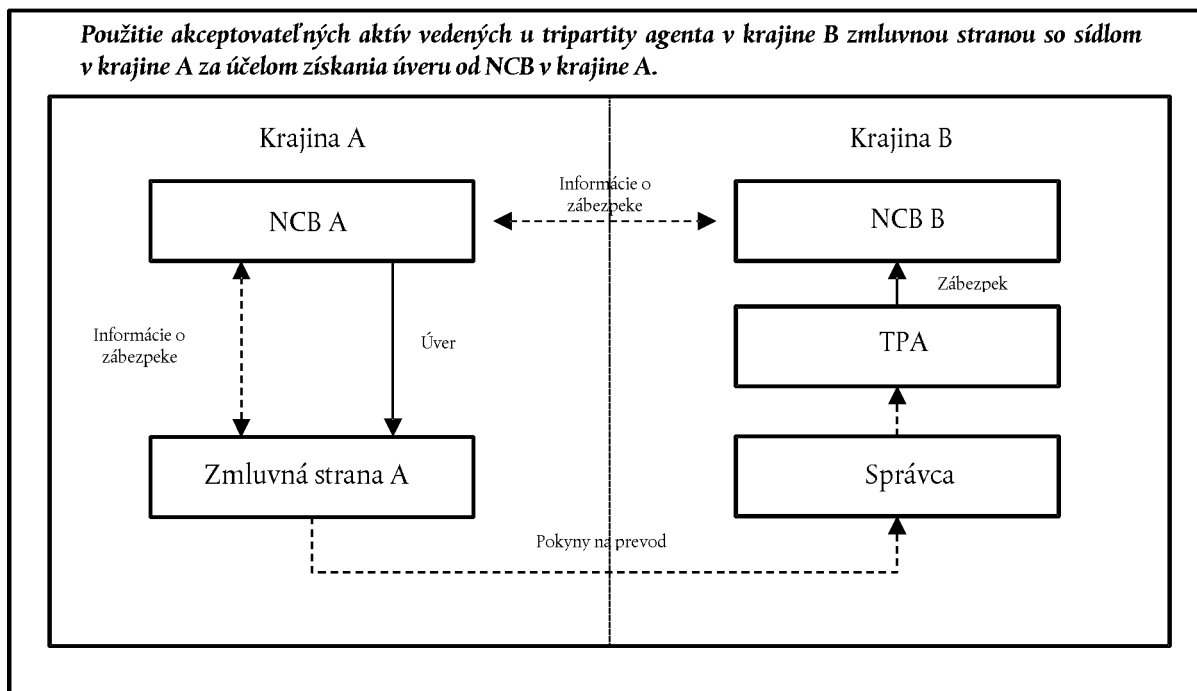 Použitie akceptovateľných aktív vedených u tripartity agenta v krajine B zmluvnou stranou so sídlom
v krajine A za účelom získania úveru od NCB v krajine A.
Krajina A
Krajina B
Informácie o
zábezpeke
NCB A
NCB B
Zábezpek
Informácie o
zábezpeke
Úver
TPA
Zmluvná strana A
Správca
Pokyny na prevod